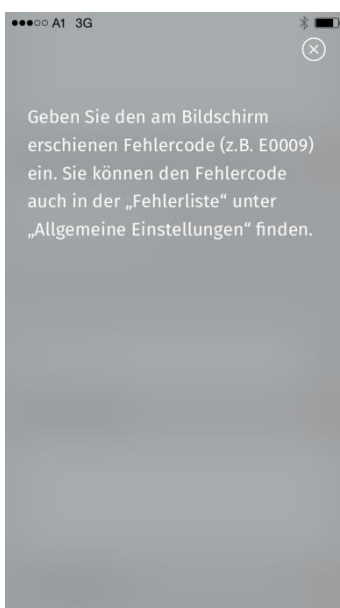 A1 3G
Geben Sie den am Bildschirm
erschienen Fehlercode (z.B. E0009)
ein. Sie können den Fehlercode
auch in der „Fehlerliste“ unter
„Allgemeine Einstellungen“ finden.